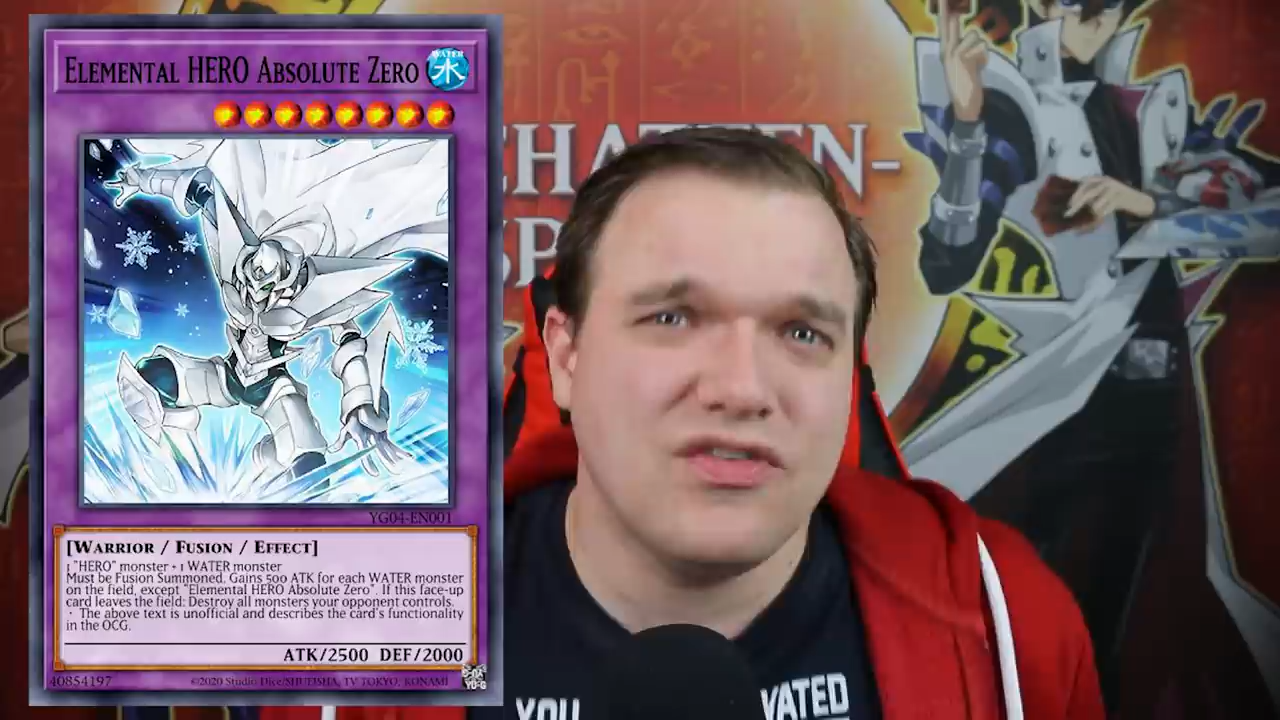 ELEMENTAL HERO ABSOLUTE ZERO
WATER
水
YG04-EN001
[WARRIOR / FUSION / EFFECT]
1 "HERO" monster + 1 WATER monster
Must be Fusion Summoned. Gains 500 ATK for each WATER monster
on the field, except "Elemental HERO Absolute Zero". If this face-up
card leaves the field: Destroy all monsters your opponent controls.
· The above text is unofficial and describes the card's functionality
in the OCG.
ATK/2500 DEF/2000
40854197 ©2020 Studio Dice/SHUEISHA, TV TOKYO, KONAMI
YOU
VATED